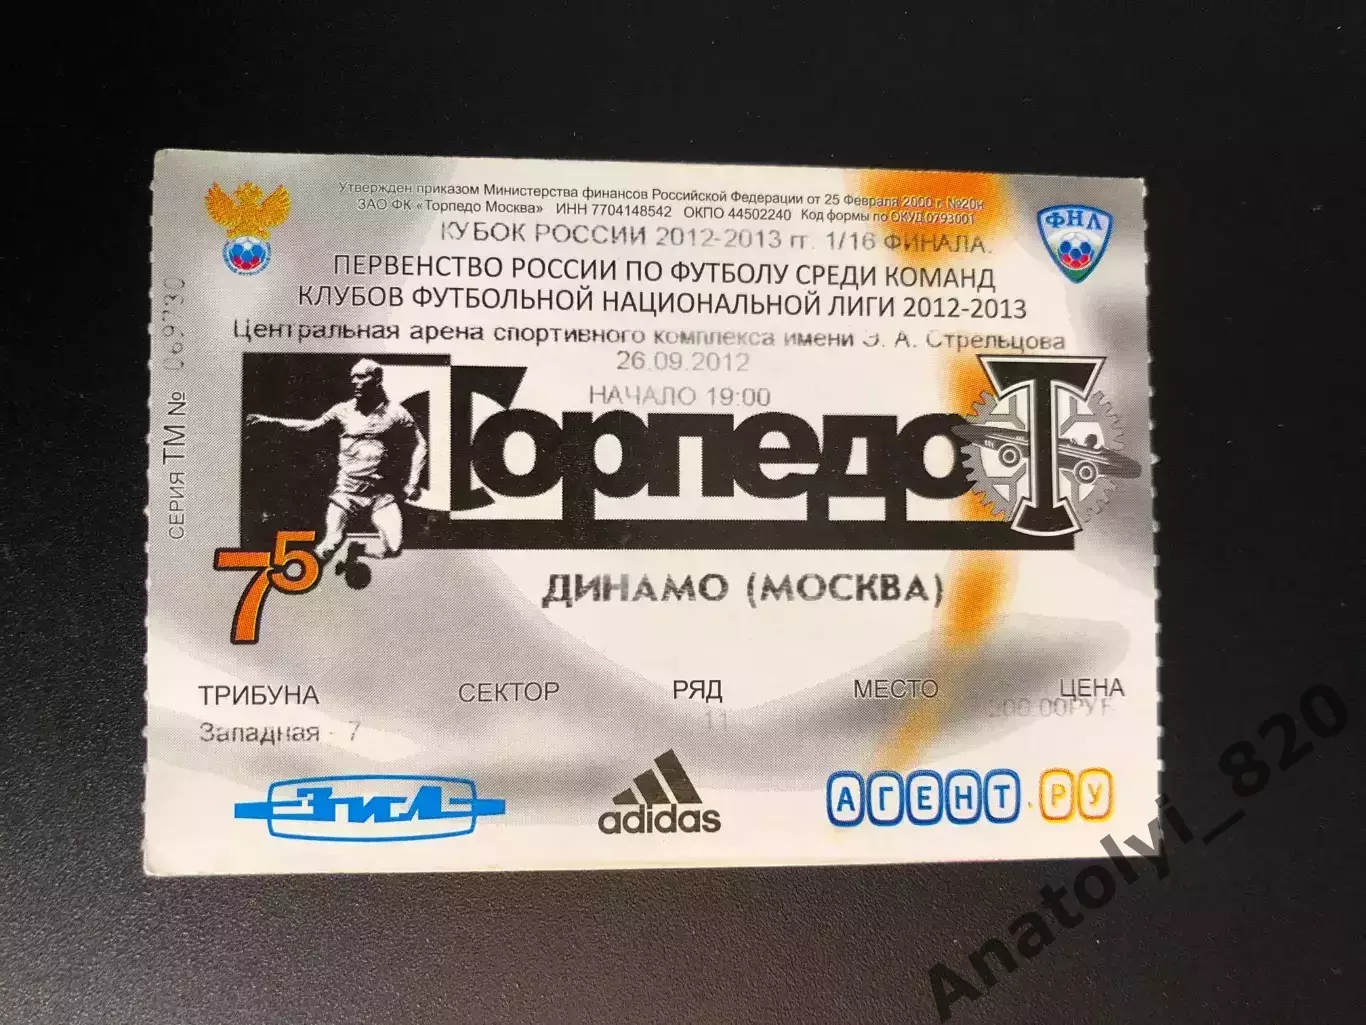 Утвержден приказом Министерства финансов Российской Федерации от 25 Февраля 2000 г. №20н
ЗАО ФК «Торпедо Москва» ИНН 7704148542 ОКПО 44502240 Код формы по ОКУД 0793001
КУБОК РОССИИ 2012-2013 гг. 1/16 ФИНАЛА.
ФНЛ
ПЕРВЕНСТВО РОССИИ ПО ФУТБОЛУ СРЕДИ КОМАНД
КЛУБОВ ФУТБОЛЬНОЙ НАЦИОНАЛЬНОЙ ЛИГИ 2012-2013
Центральная арена спортивного комплекса имени Э. А. Стрельцова
26.09.2012
НАЧАЛО 19:00
СЕРИЯ ТМ № 069730
Торпедо
Т
75
ДИНАМО (МОСКВА)
ТРИБУНА СЕКТОР РЯД МЕСТО ЦЕНА
Западная - 7 11 200.00РУБ.
ЗИЛ adidas АГЕНТ.РУ
Anatolyi_820